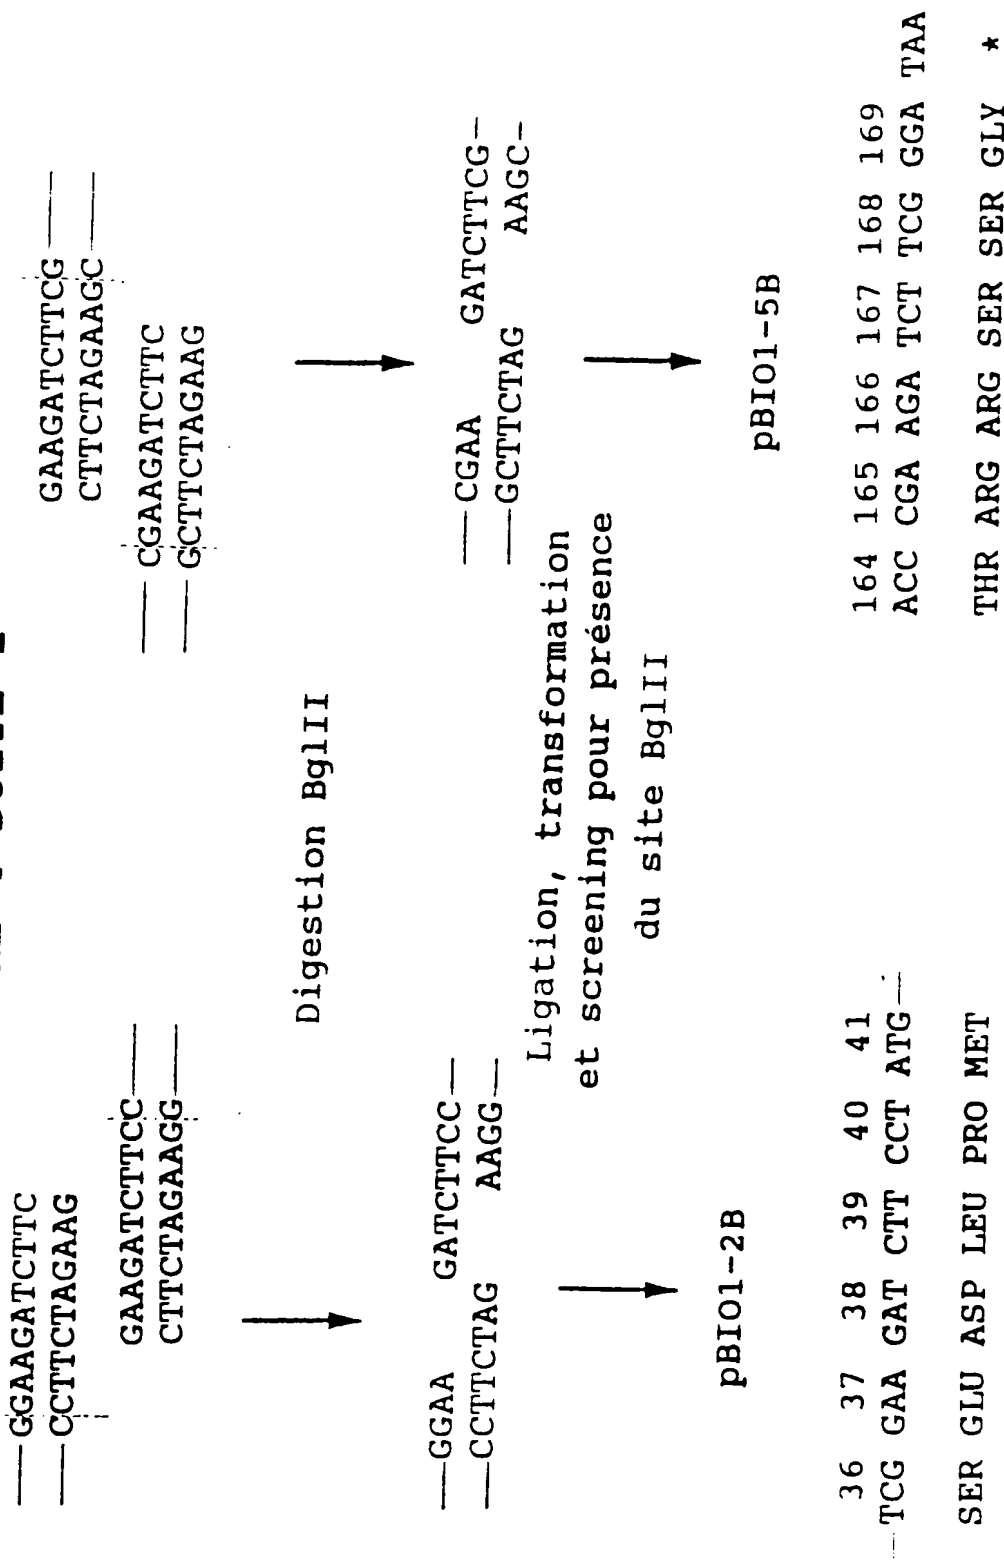 GGAAGATCTTC
CCTTCTAGAAG
GAAGATCTTCC
CTTCTAGAAGG
GAAGATCTTCG
CTTCTAGAAGC
CGAAGATCTTC
GCTTCTAGAAG
Digestion BglII
GGAA GATCTTCC
CCTTCTAG AAGG
CGAA GATCTTCG
GCTTCTAG AAGC
Ligation, transformation
et screening pour présence
du site BglII
pBIO1-2B
pBIO1-5B
36 37 38 39 40 41
TCG GAA GAT CTT CCT ATG
SER GLU ASP LEU PRO MET
164 165 166 167 168 169
ACC CGA AGA TCT TCG GGA TAA
THR ARG ARG SER SER GLY *